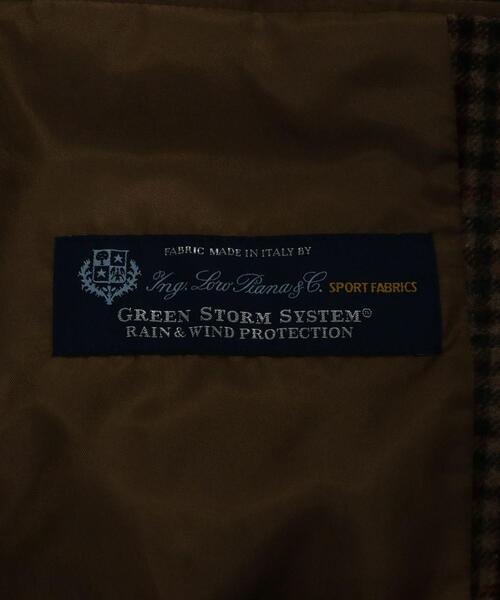 FABRIC MADE IN ITALY BY
Ing. Loro Piana & C. SPORT FABRICS
GREEN STORM SYSTEM®
RAIN & WIND PROTECTION